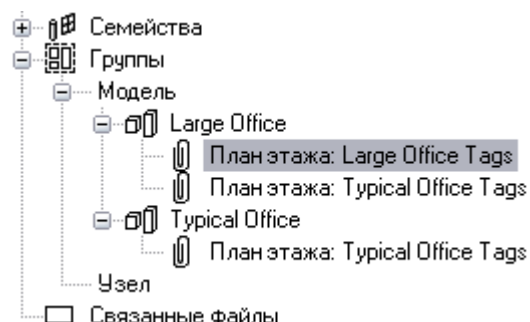 Семейства
Группы
Модель
Large Office
План этажа: Large Office Tags
План этажа: Typical Office Tags
Typical Office
План этажа: Typical Office Tags
Узел
Связанные файлы